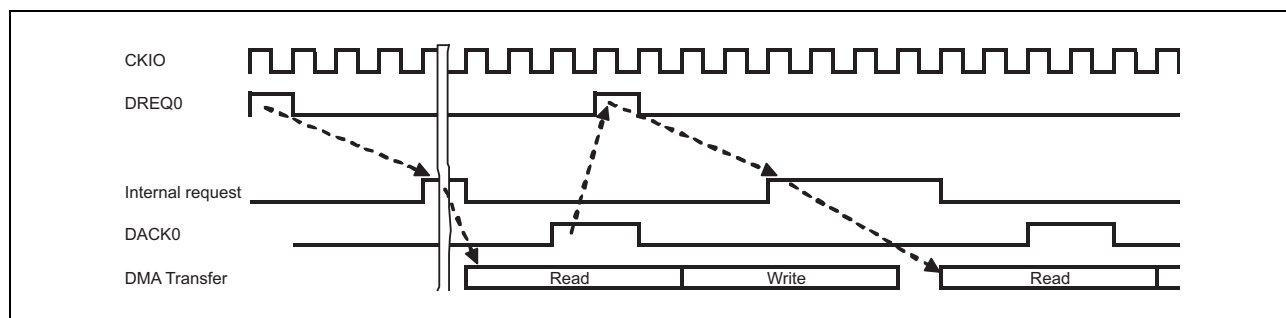 CKIO
DREQ0
Internal request
DACK0
DMA Transfer Read Write Read